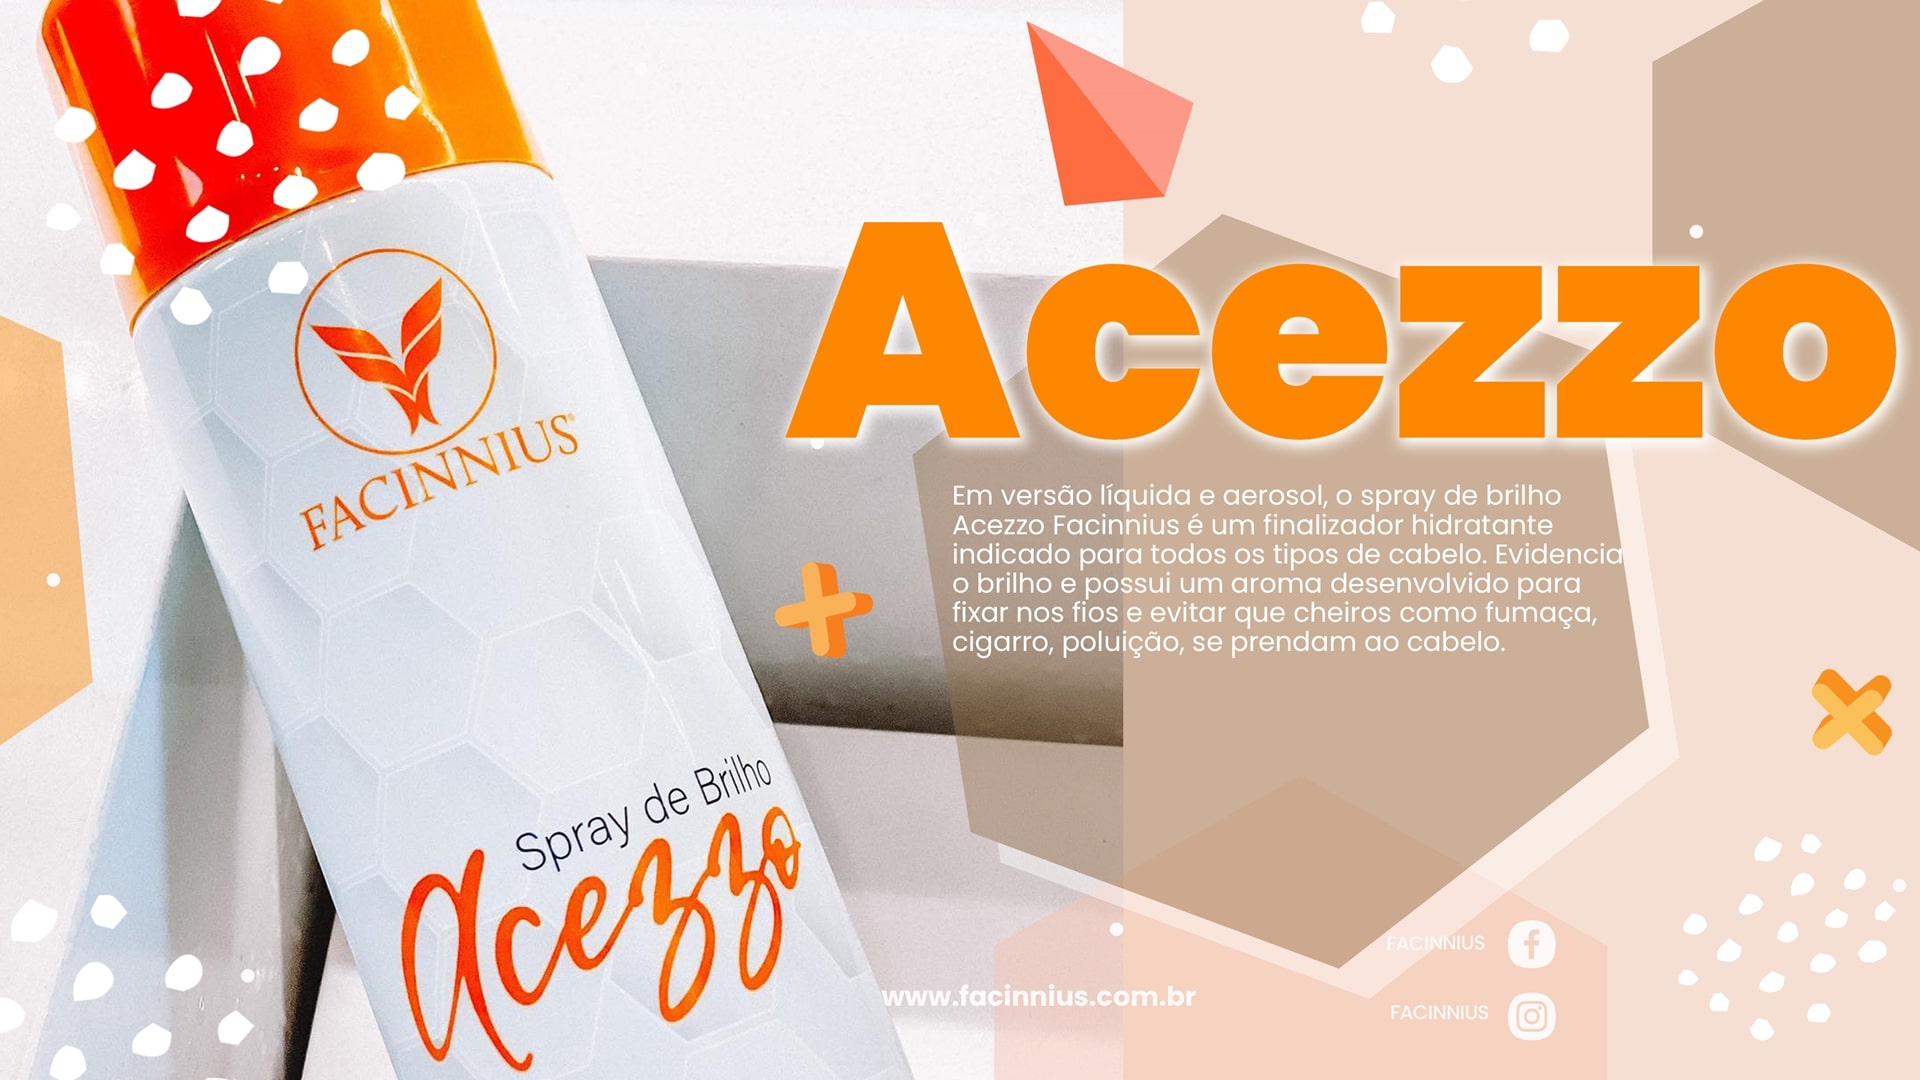 FACINNIUS
Spray de Brilho
Acezzo
Acezzo
Em versão líquida e aerosol, o spray de brilho
Acezzo Facinnius é um finalizador hidratante
indicado para todos os tipos de cabelo. Evidencia
o brilho e possui um aroma desenvolvido para
fixar nos fios e evitar que cheiros como fumaça,
cigarro, poluição, se prendam ao cabelo.
FACINNIUS
www.facinnius.com.br
FACINNIUS